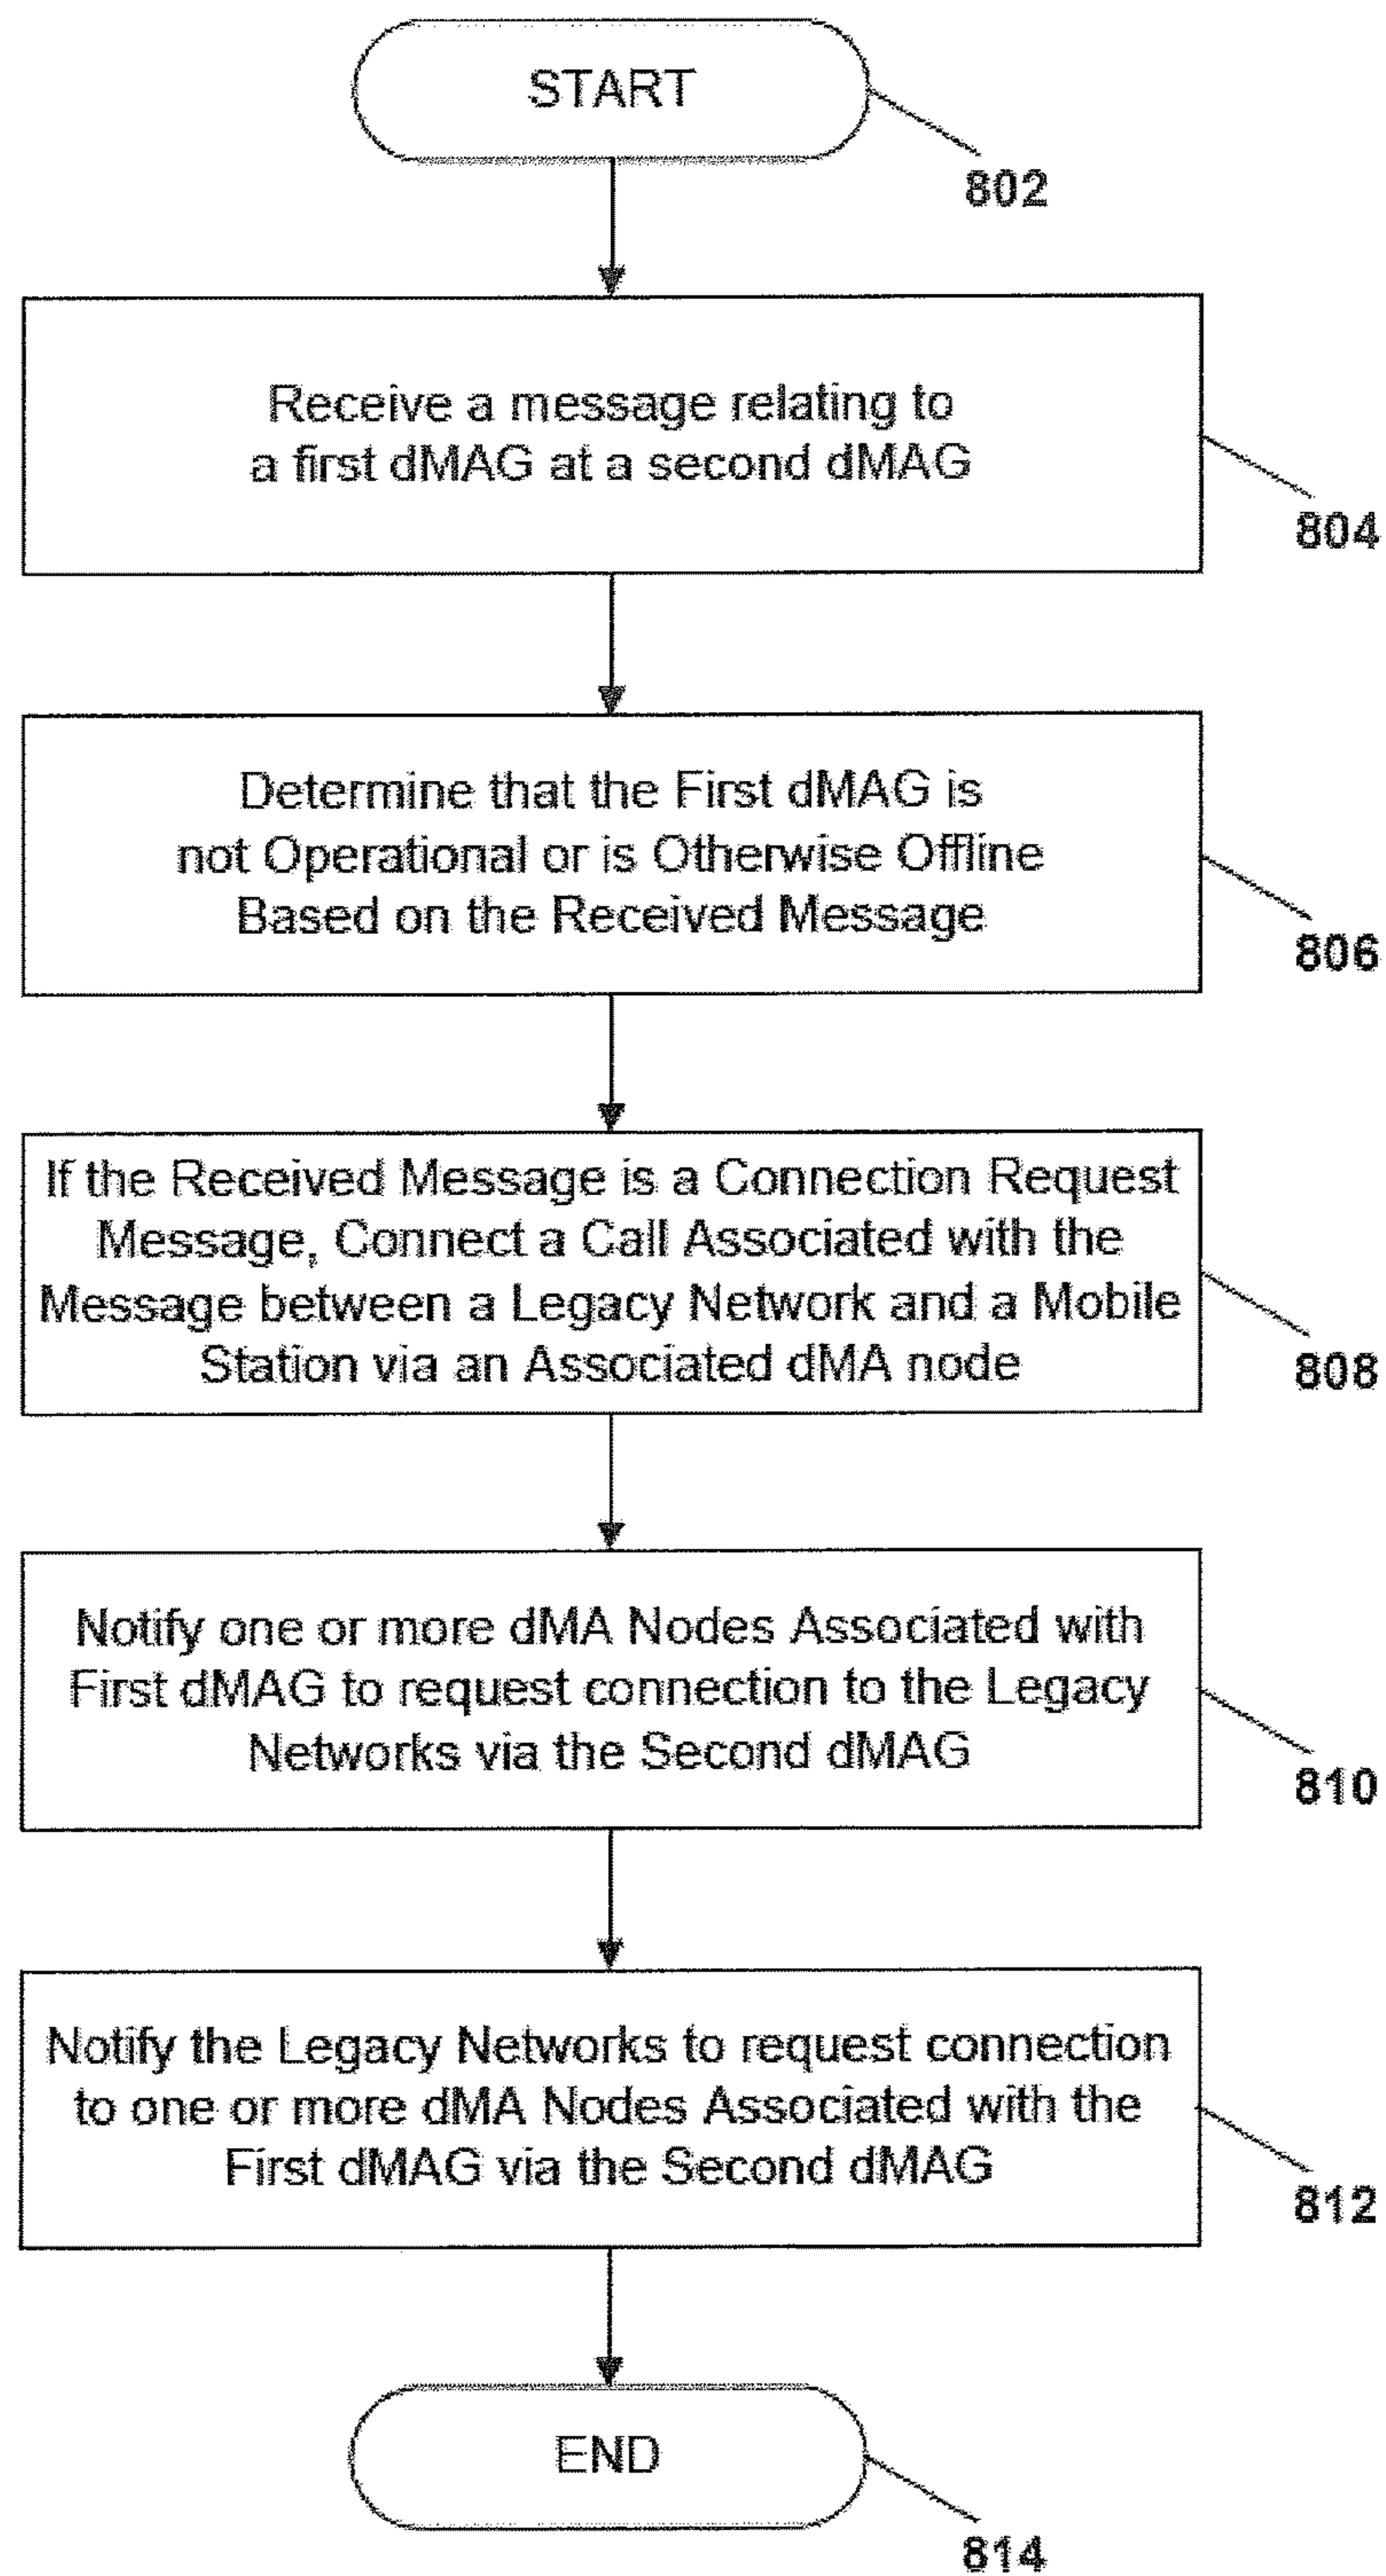 START
802
Receive a message relating to
a first dMAG at a second dMAG
804
Determine that the First dMAG is
not Operational or is Otherwise Offline
Based on the Received Message
806
If the Received Message is a Connection Request
Message, Connect a Call Associated with the
Message between a Legacy Network and a Mobile
Station via an Associated dMA node
808
Notify one or more dMA Nodes Associated with
First dMAG to request connection to the Legacy
Networks via the Second dMAG
810
Notify the Legacy Networks to request connection
to one or more dMA Nodes Associated with the
First dMAG via the Second dMAG
812
END
814